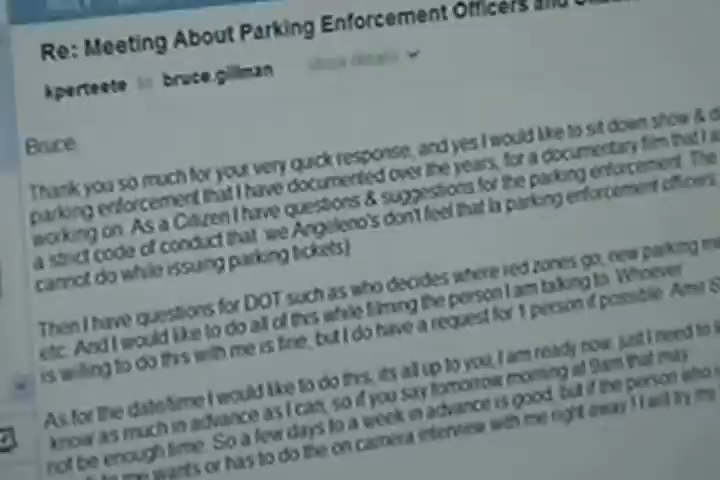 Re: Meeting About Parking Enforcement Officers and
kperteete to bruce.gillman show details
Bruce,
Thank you so much for your very quick response, and yes I would like to sit down show &
parking enforcement that I have documented over the years, for a documentary film that I
working on. As a Citizen I have questions & suggestions for the parking enforcement. The
a strict code of conduct that we Angeleno's don't feel that la parking enforcement officers
cannot do while issuing parking tickets)
Then I have questions for DOT such as who decides where red zones go, new parking
etc. And I would like to do all of this while filming the person I am talking to. Whoever
is willing to do this with me is fine, but I do have a request for 1 person if possible. Amir
As for the date/time I would like to do this, its all up to you, I am ready now, just I need to
know as much in advance as I can, so if you say tomorrow morning at 9am that may
not be enough time. So a few days to a week in advance is good, but if the person who
wants or has to do the on camera interview with me right away I will try my